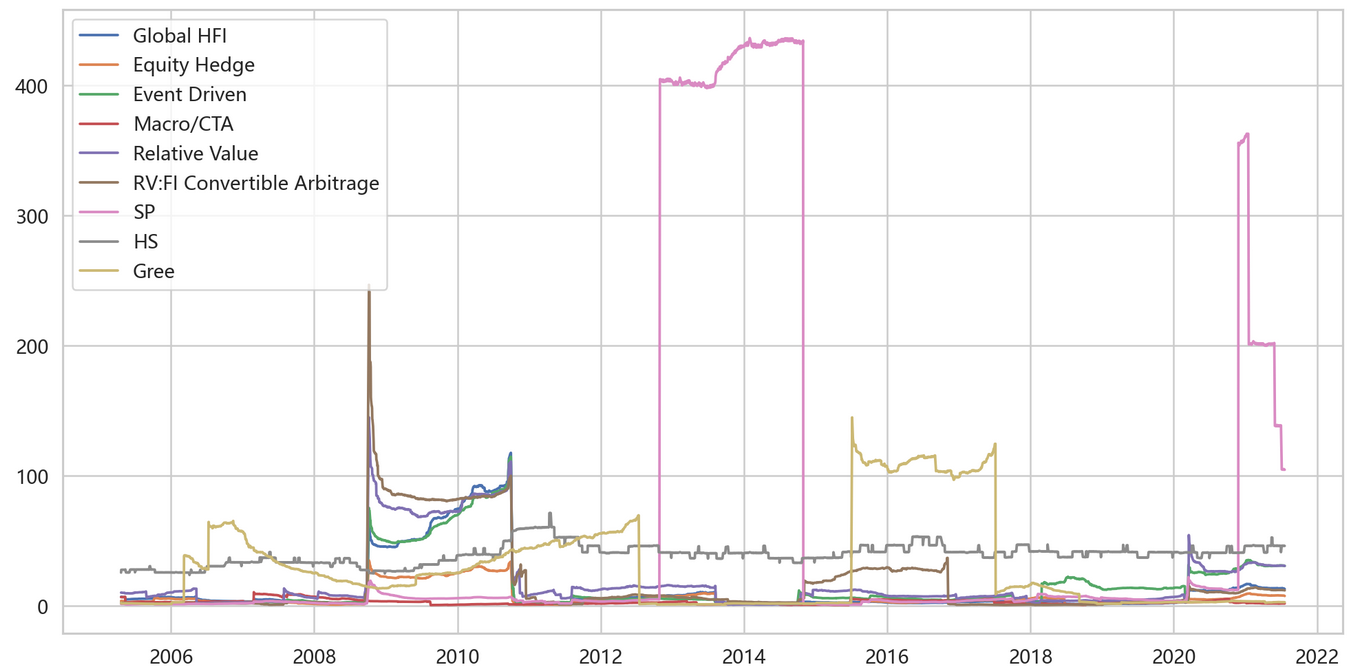 Global HFI
Equity Hedge
Event Driven
Macro/CTA
Relative Value
RV:FI Convertible Arbitrage
SP
HS
Gree
400
300
200
100
0
2006 2008 2010 2012 2014 2016 2018 2020 2022